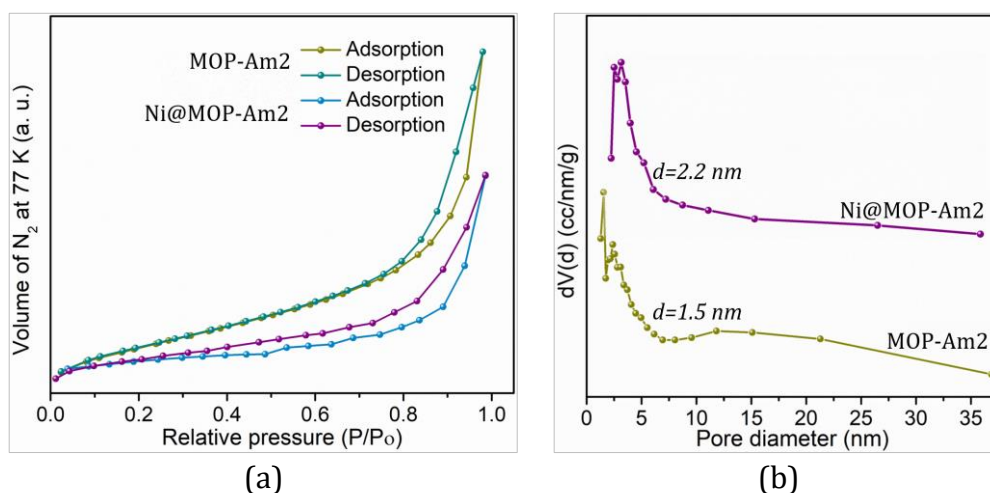 Volume of N₂ at 77 K (a. u.)
MOP-Am2
Adsorption
Desorption
Ni@MOP-Am2
Adsorption
Desorption
0.0 0.2 0.4 0.6 0.8 1.0
Relative pressure (P/Po)
(a)
dV(d) (cc/nm/g)
d=2.2 nm
Ni@MOP-Am2
d=1.5 nm
MOP-Am2
0 5 10 15 20 25 30 35
Pore diameter (nm)
(b)